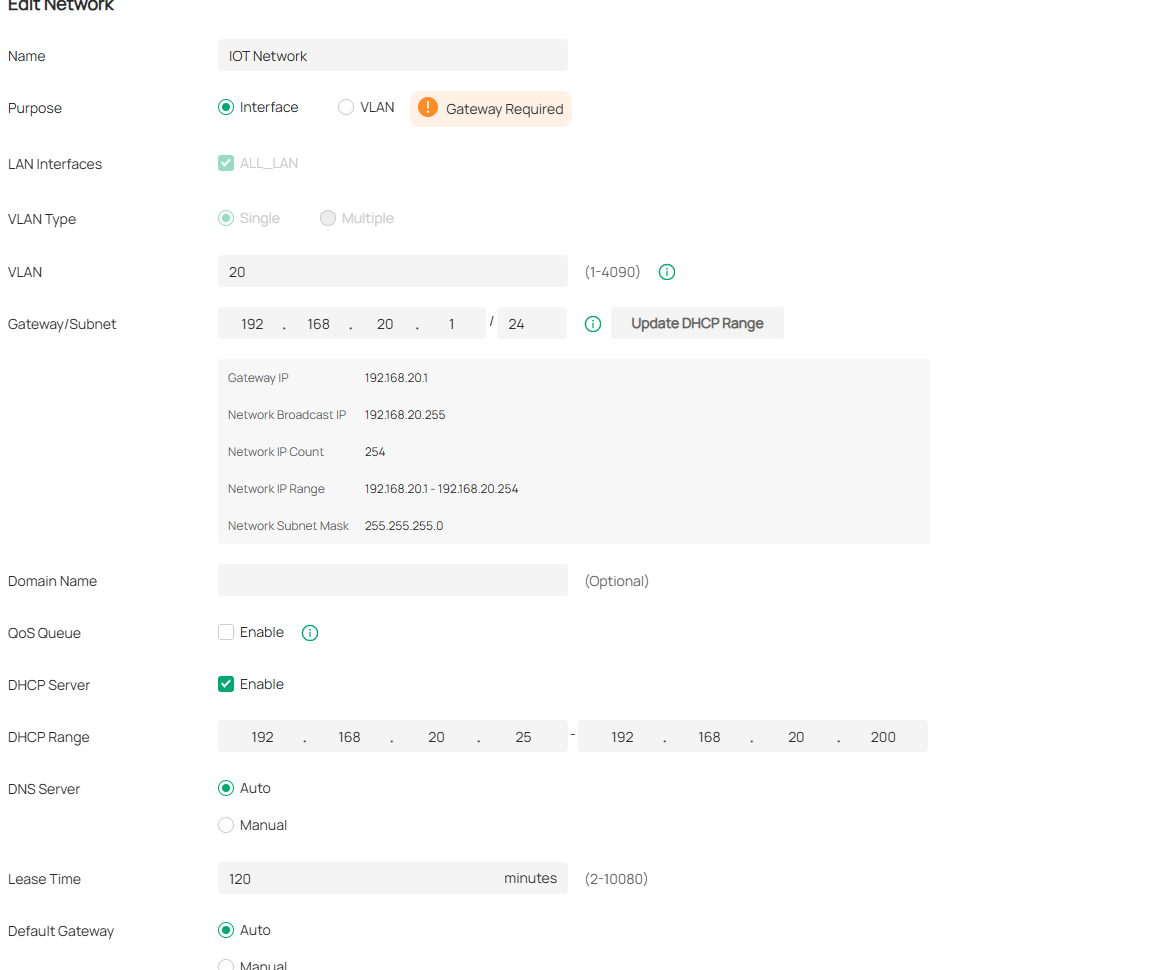 Edit Network
Name IOT Network
Purpose Interface VLAN ! Gateway Required
LAN Interfaces ALL_LAN
VLAN Type Single Multiple
VLAN 20 (1-4090)
Gateway/Subnet 192 . 168 . 20 . 1 / 24 Update DHCP Range
Gateway IP 192.168.20.1
Network Broadcast IP 192.168.20.255
Network IP Count 254
Network IP Range 192.168.20.1 - 192.168.20.254
Network Subnet Mask 255.255.255.0
Domain Name (Optional)
QoS Queue Enable
DHCP Server Enable
DHCP Range 192 . 168 . 20 . 25 - 192 . 168 . 20 . 200
DNS Server Auto
Manual
Lease Time 120 minutes (2-10080)
Default Gateway Auto
Manual